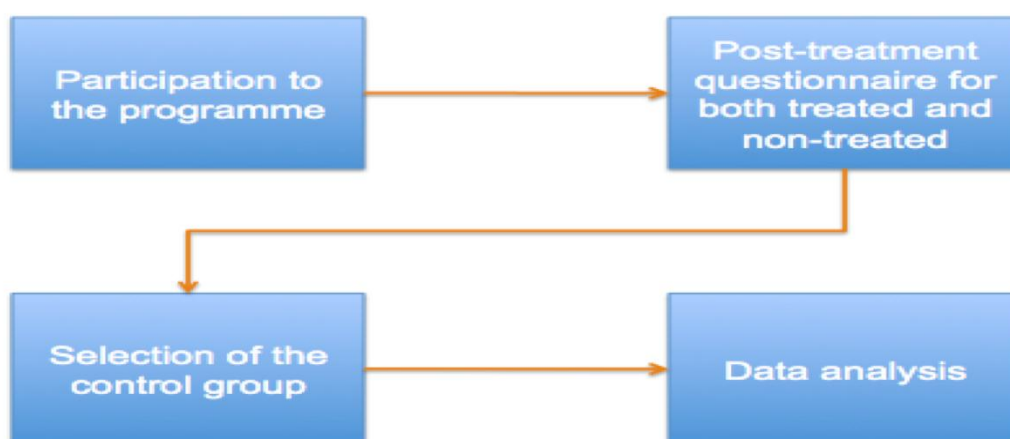 Participation to
the programme
Post-treatment
questionnaire for
both treated and
non-treated
Selection of the
control group
Data analysis